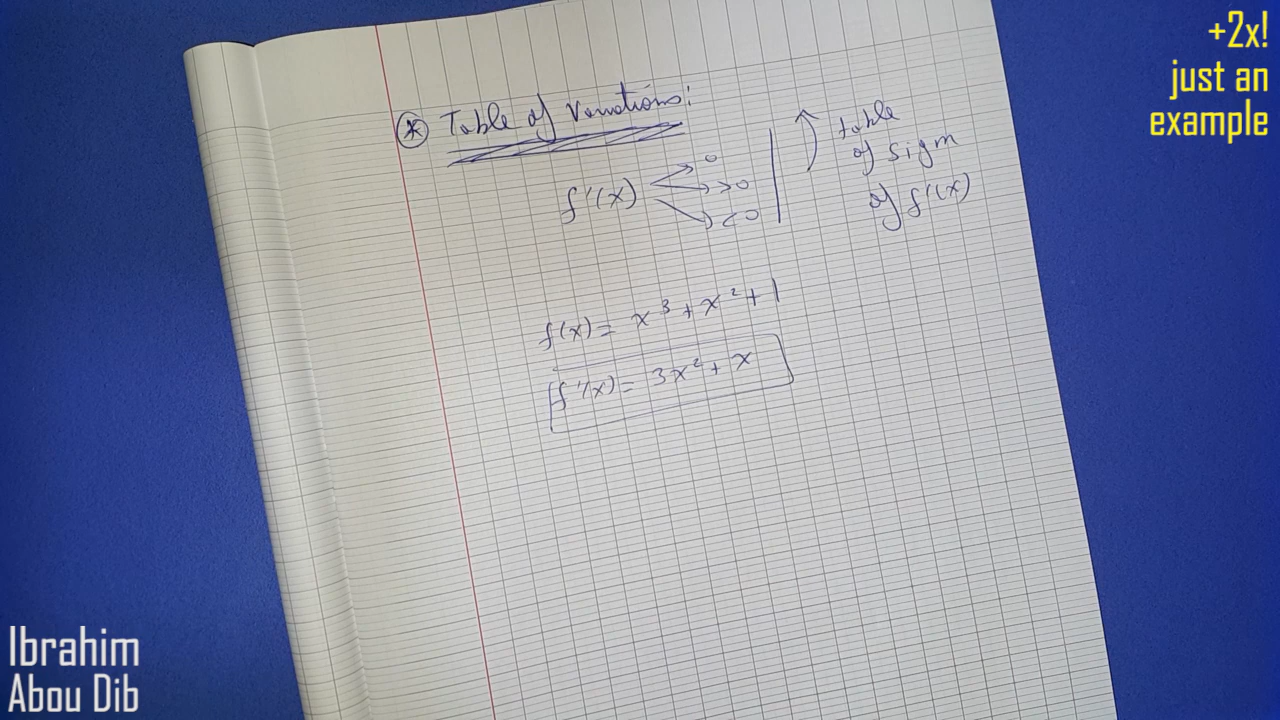 +2x!
just an
example
* Table of Variations:
f'(x) → 0
→ >0
→ <0
table
of sign
of f'(x)
f(x) = x³ + x² + 1
f'(x) = 3x² + x
Ibrahim
Abou Dib